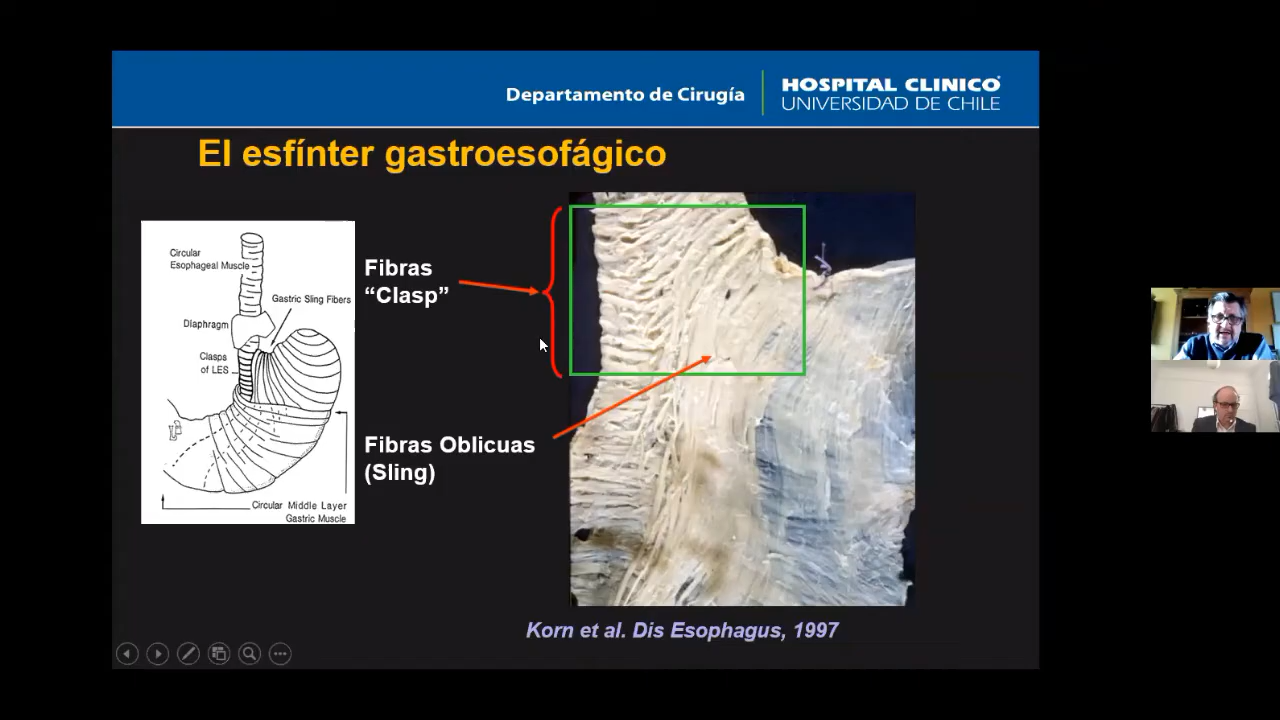 Departamento de Cirugía
HOSPITAL CLINICO
UNIVERSIDAD DE CHILE
El esfínter gastroesofágico
Circular
Esophageal Muscle
Gastric Sling Fibers
Diaphragm
Clasps
of LES
Circular Middle Layer
Gastric Muscle
Fibras
“Clasp”
Fibras Oblicuas
(Sling)
Korn et al. Dis Esophagus, 1997